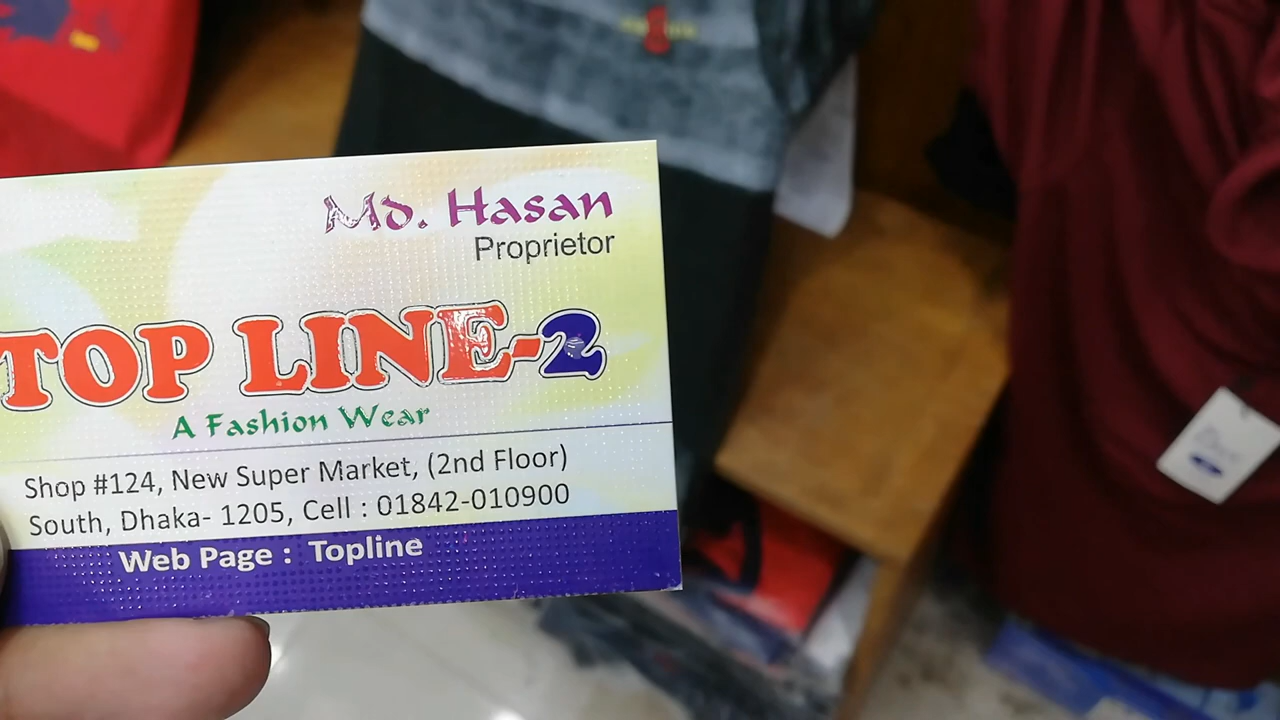 Md. Hasan
Proprietor
TOP LINE-2
A Fashion Wear
Shop #124, New Super Market, (2nd Floor)
South, Dhaka- 1205, Cell : 01842-010900
Web Page : Topline